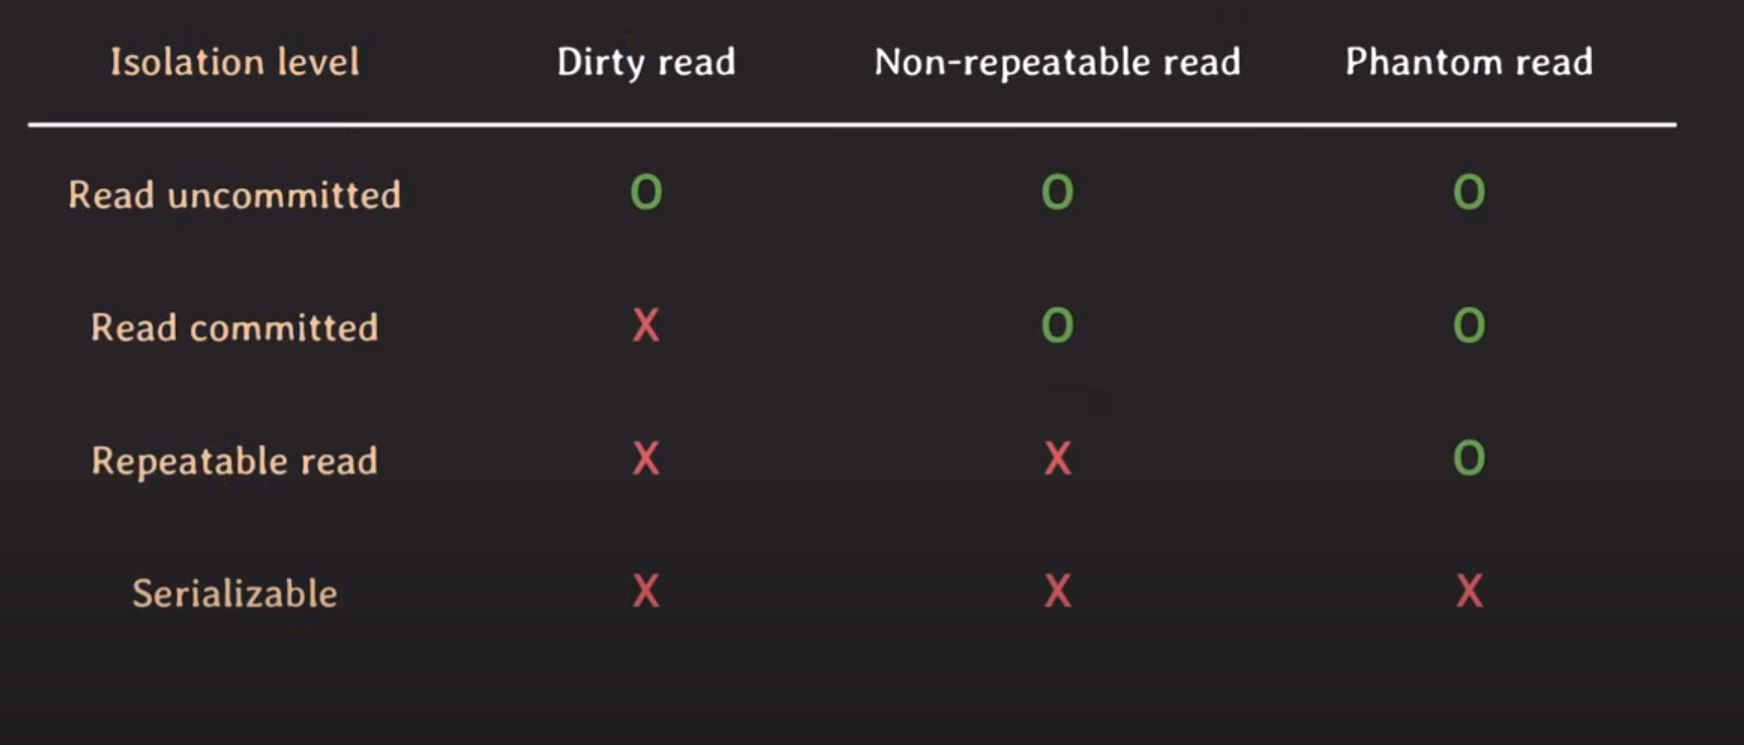 Isolation level Dirty read Non-repeatable read Phantom read
Read uncommitted O O O
Read committed X O O
Repeatable read X X O
Serializable X X X